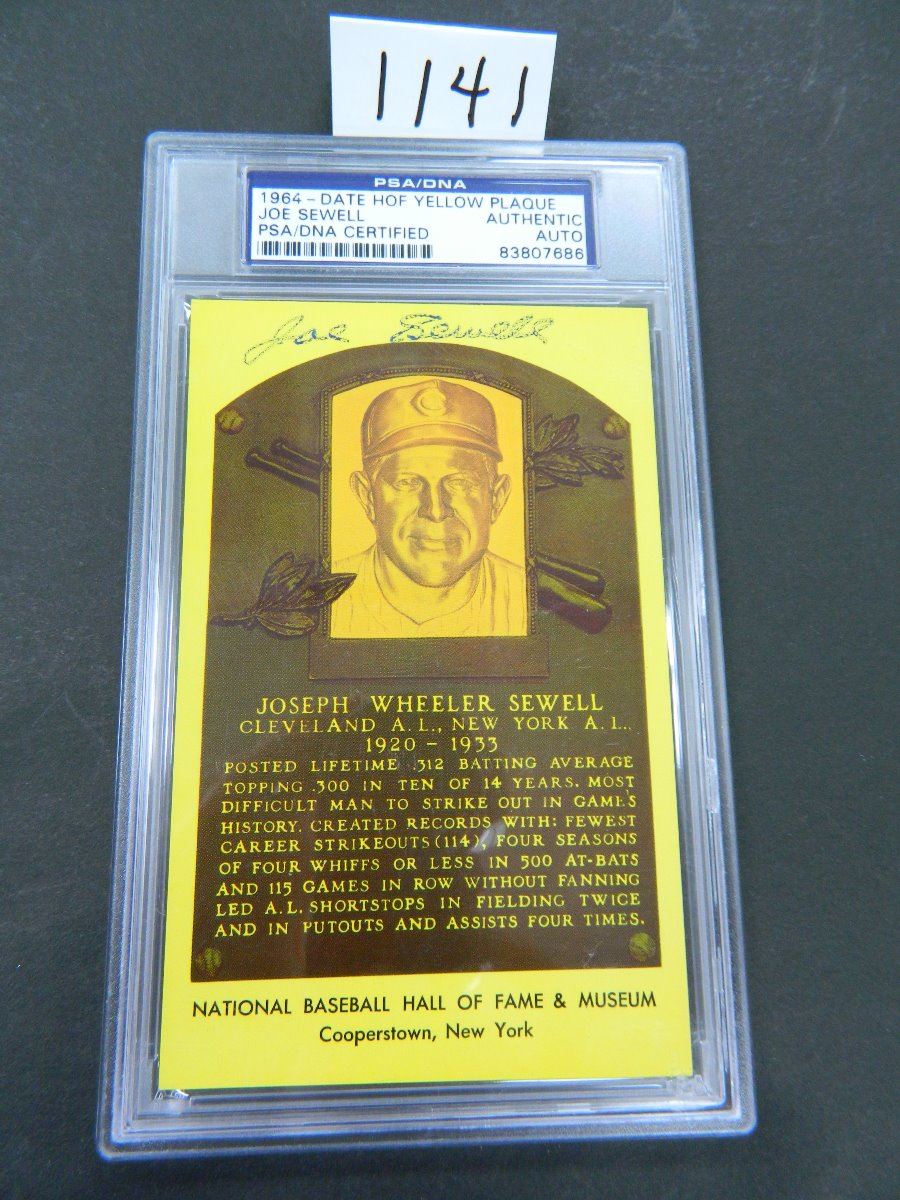 1141
PSA/DNA
1964 - DATE HOF YELLOW PLAQUE
JOE SEWELL AUTHENTIC
PSA/DNA CERTIFIED AUTO
83807686
Joe Sewell
C
JOSEPH WHEELER SEWELL
CLEVELAND A.L., NEW YORK A.L.
1920 - 1933
POSTED LIFETIME .312 BATTING AVERAGE
TOPPING .300 IN TEN OF 14 YEARS. MOST
DIFFICULT MAN TO STRIKE OUT IN GAME'S
HISTORY. CREATED RECORDS WITH: FEWEST
CAREER STRIKEOUTS (114), FOUR SEASONS
OF FOUR WHIFFS OR LESS IN 500 AT-BATS
AND 115 GAMES IN ROW WITHOUT FANNING
LED A.L. SHORTSTOPS IN FIELDING TWICE
AND IN PUTOUTS AND ASSISTS FOUR TIMES.
NATIONAL BASEBALL HALL OF FAME & MUSEUM
Cooperstown, New York